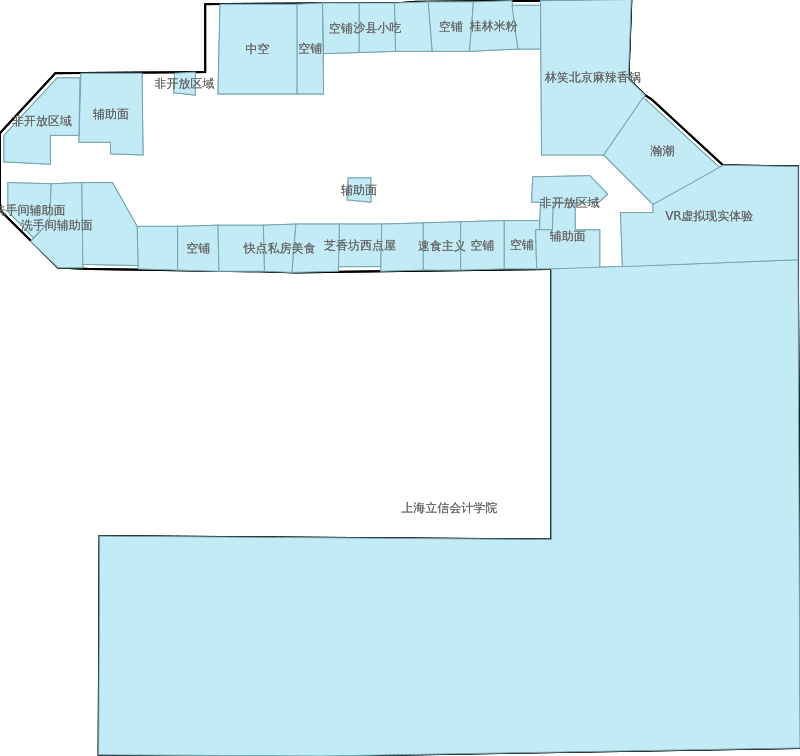 空铺
沙县小吃
空铺
桂林米粉
中空
空铺
林笑北京麻辣香锅
非开放区域
辅助面
非开放区域
瀚潮
辅助面
非开放区域
洗手间辅助面
VR虚拟现实体验
洗手间辅助面
辅助面
空铺
快点私房美食
芝香坊西点屋
速食主义
空铺
空铺
上海立信会计学院